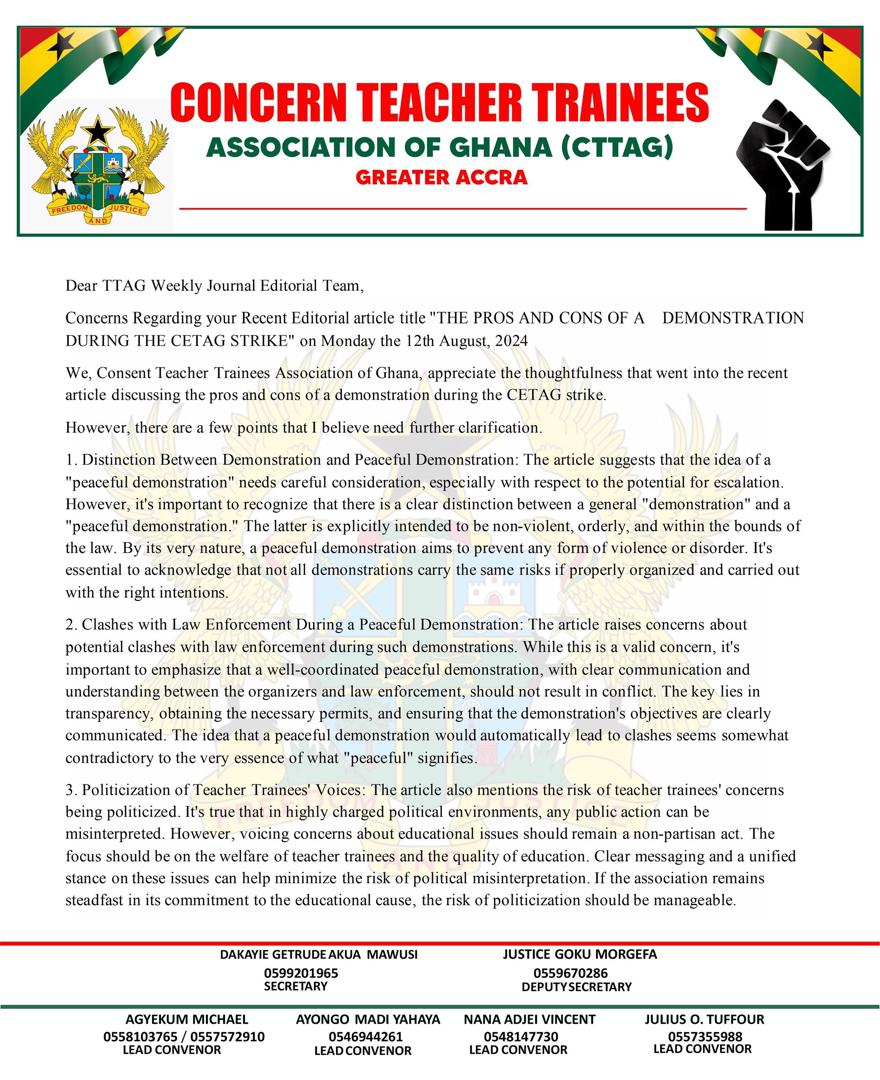 CONCERN TEACHER TRAINEES
ASSOCIATION OF GHANA (CTTAG)
GREATER ACCRA
FREEDOM JUSTICE
AND
Dear TTAG Weekly Journal Editorial Team,
Concerns Regarding your Recent Editorial article title "THE PROS AND CONS OF A DEMONSTRATION
DURING THE CETAG STRIKE" on Monday the 12th August, 2024
We, Consent Teacher Trainees Association of Ghana, appreciate the thoughtfulness that went into the recent
article discussing the pros and cons of a demonstration during the CETAG strike.
However, there are a few points that I believe need further clarification.
1. Distinction Between Demonstration and Peaceful Demonstration: The article suggests that the idea of a
"peaceful demonstration" needs careful consideration, especially with respect to the potential for escalation.
However, it's important to recognize that there is a clear distinction between a general "demonstration" and a
"peaceful demonstration." The latter is explicitly intended to be non-violent, orderly, and within the bounds of
the law. By its very nature, a peaceful demonstration aims to prevent any form of violence or disorder. It's
essential to acknowledge that not all demonstrations carry the same risks if properly organized and carried out
with the right intentions.
2. Clashes with Law Enforcement During a Peaceful Demonstration: The article raises concerns about
potential clashes with law enforcement during such demonstrations. While this is a valid concern, it's
important to emphasize that a well-coordinated peaceful demonstration, with clear communication and
understanding between the organizers and law enforcement, should not result in conflict. The key lies in
transparency, obtaining the necessary permits, and ensuring that the demonstration's objectives are clearly
communicated. The idea that a peaceful demonstration would automatically lead to clashes seems somewhat
contradictory to the very essence of what "peaceful" signifies.
3. Politicization of Teacher Trainees' Voices: The article also mentions the risk of teacher trainees' concerns
being politicized. It's true that in highly charged political environments, any public action can be
misinterpreted. However, voicing concerns about educational issues should remain a non-partisan act. The
focus should be on the welfare of teacher trainees and the quality of education. Clear messaging and a unified
stance on these issues can help minimize the risk of political misinterpretation. If the association remains
steadfast in its commitment to the educational cause, the risk of politicization should be manageable.
FREEDOM JUSTICE
AND
DAKAYIE GETRUDE AKUA MAWUSI JUSTICE GOKU MORGEFA
0599201965 0559670286
SECRETARY DEPUTY SECRETARY
AGYEKUM MICHAEL AYONGO MADI YAHAYA NANA ADJEI VINCENT JULIUS O. TUFFOUR
0558103765 / 0557572910 0546944261 0548147730 0557355988
LEAD CONVENOR LEAD CONVENOR LEAD CONVENOR LEAD CONVENOR